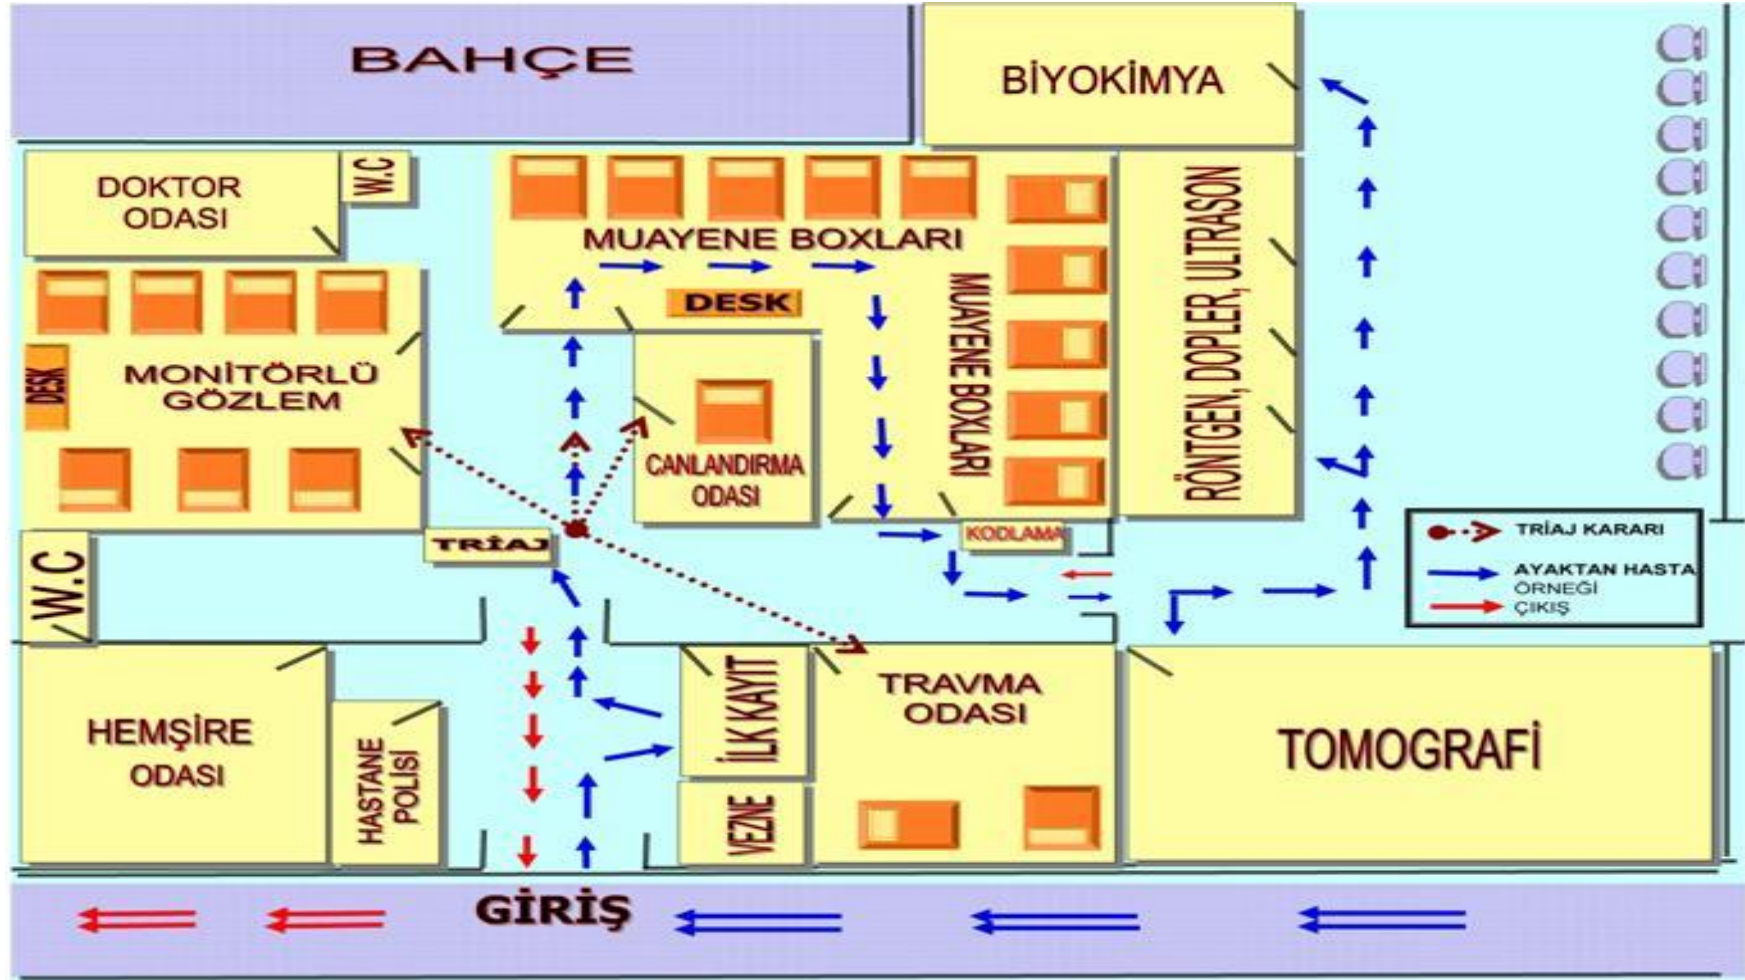 BAHÇE
BİYOKİMYA
DOKTOR
ODASI
W.C
MUAYENE BOXLARI
DESK
MUAYENE BOXLARI
RÖNTGEN, DOPLER, ULTRASON
DESK
MONİTÖRLÜ
GÖZLEM
CANLANDIRMA
ODASI
TRİAJ
KODLAMA
TRİAJ KARARI
AYAKTAN HASTA
ÖRNEĞİ
ÇIKIŞ
W.C
HEMŞİRE
ODASI
HASTANE
POLİSİ
İLK KAYIT
VEZNE
TRAVMA
ODASI
TOMOGRAFİ
GİRİŞ